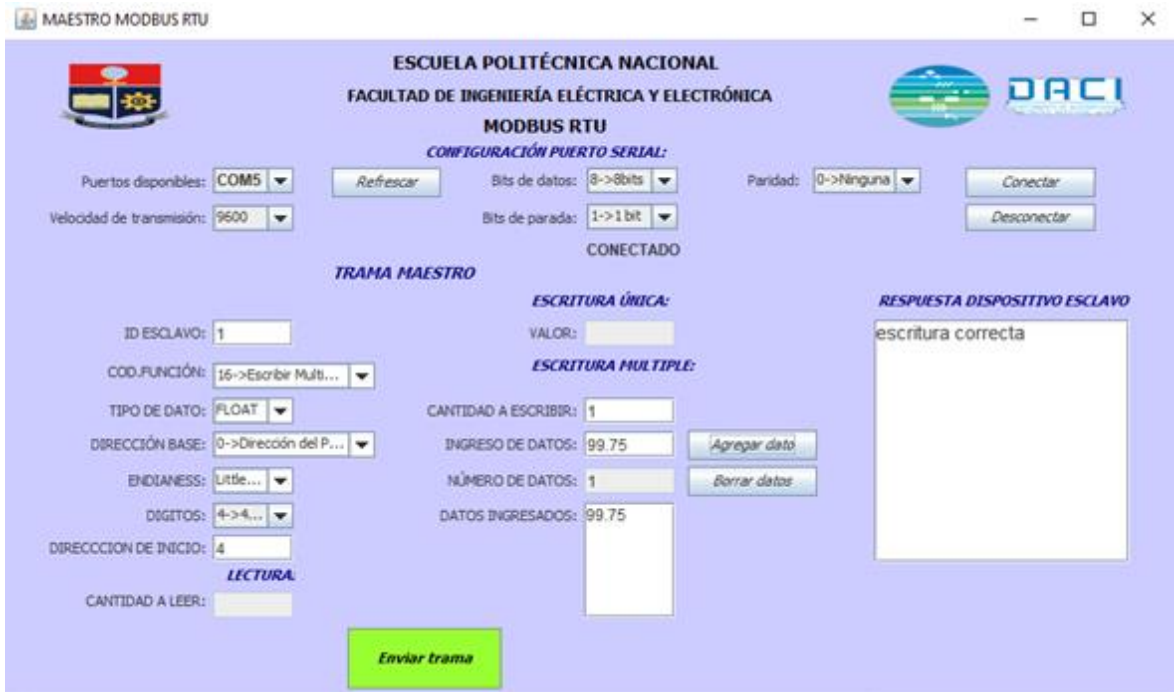 MAESTRO MODBUS RTU
ESCUELA POLITÉCNICA NACIONAL
FACULTAD DE INGENIERÍA ELÉCTRICA Y ELECTRÓNICA
DACI
MODBUS RTU
CONFIGURACIÓN PUERTO SERIAL:
Puertos disponibles: COM5 Refrescar Bits de datos: 8->8bits Paridad: 0->Ninguna Conectar
Velocidad de transmisión: 9600 Bits de parada: 1->1 bit Desconectar
CONECTADO
TRAMA MAESTRO
ESCRITURA ÚNICA: RESPUESTA DISPOSITIVO ESCLAVO
ID ESCLAVO: 1 VALOR: escritura correcta
COD.FUNCIÓN: 16->Escribir Multi... ESCRITURA MULTIPLE:
TIPO DE DATO: FLOAT CANTIDAD A ESCRIBIR: 1
DIRECCIÓN BASE: 0->Dirección del P... INGRESO DE DATOS: 99.75 Agregar dato
ENDIANESS: Little... NÚMERO DE DATOS: 1 Borrar datos
DIGITOS: 4->4... DATOS INGRESADOS: 99.75
DIRECCCION DE INICIO: 4
LECTURA:
CANTIDAD A LEER:
Enviar trama